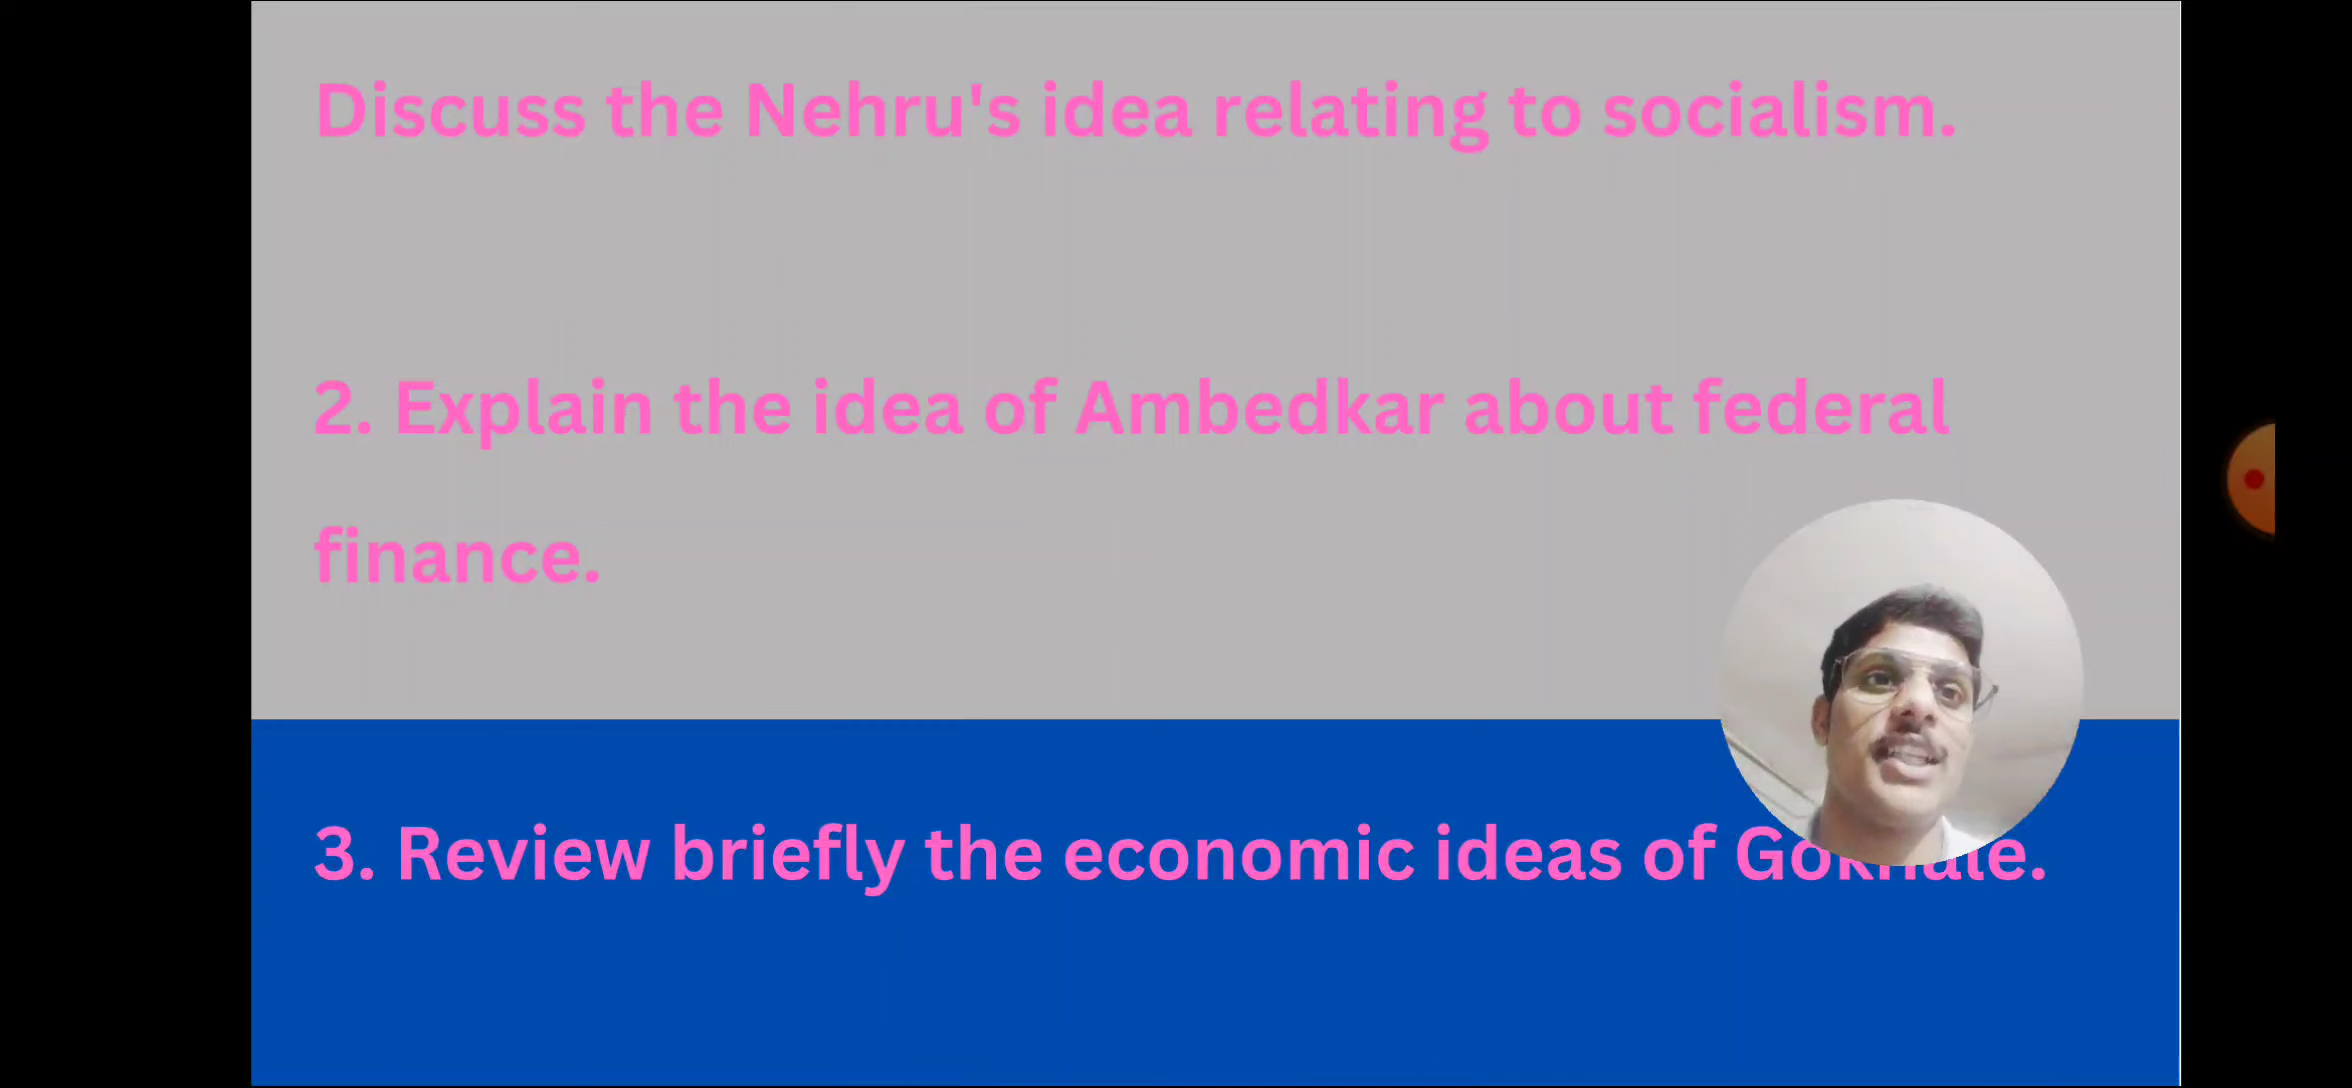 Discuss the Nehru's idea relating to socialism.
2. Explain the idea of Ambedkar about federal
finance.
3. Review briefly the economic ideas of Gokhale.